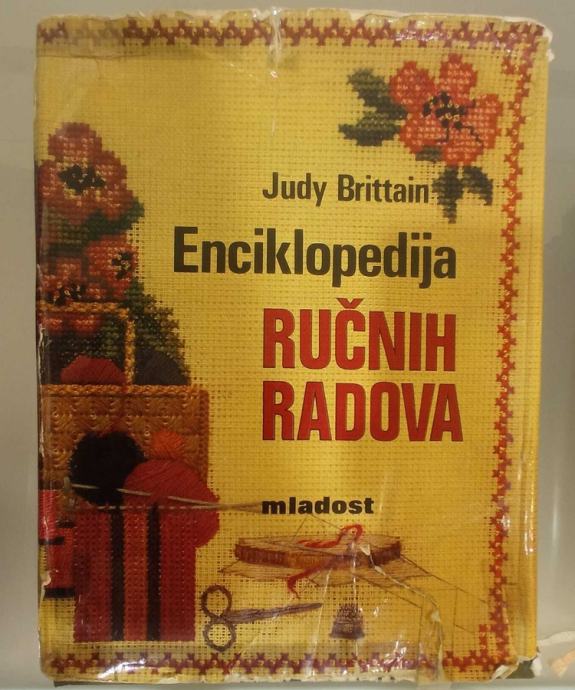 Judy Brittain
Enciklopedija
RUČNIH
RADOVA
mladost